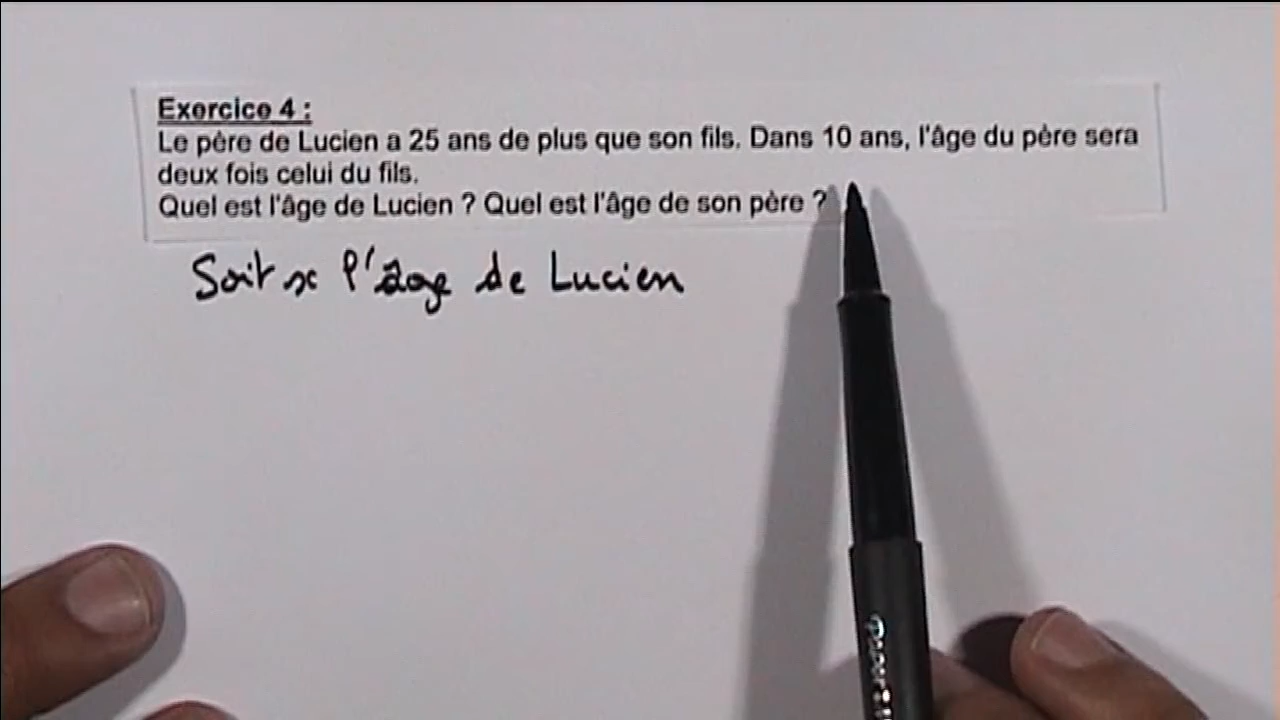 Exercice 4 :
Le père de Lucien a 25 ans de plus que son fils. Dans 10 ans, l'âge du père sera
deux fois celui du fils.
Quel est l'âge de Lucien ? Quel est l'âge de son père ?
Soit x l'âge de Lucien